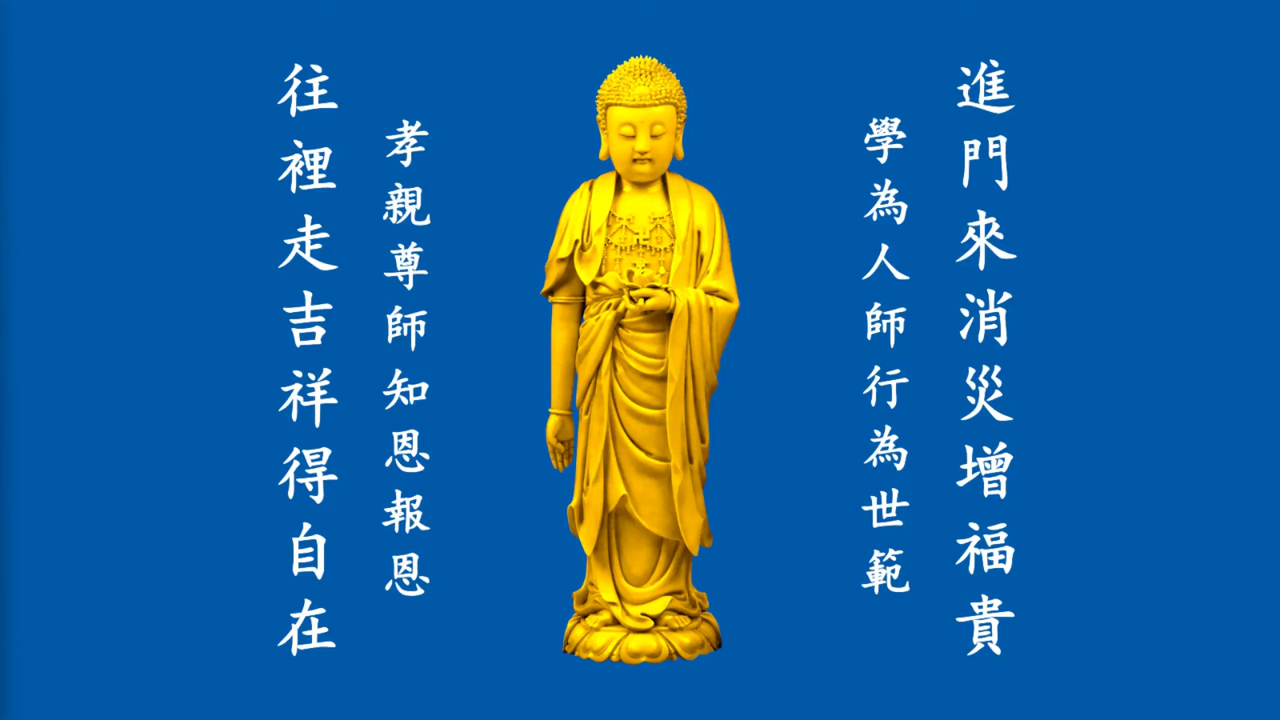 進門來消災增福貴
學為人師行為世範
孝親尊師知恩報恩
往裡走吉祥得自在